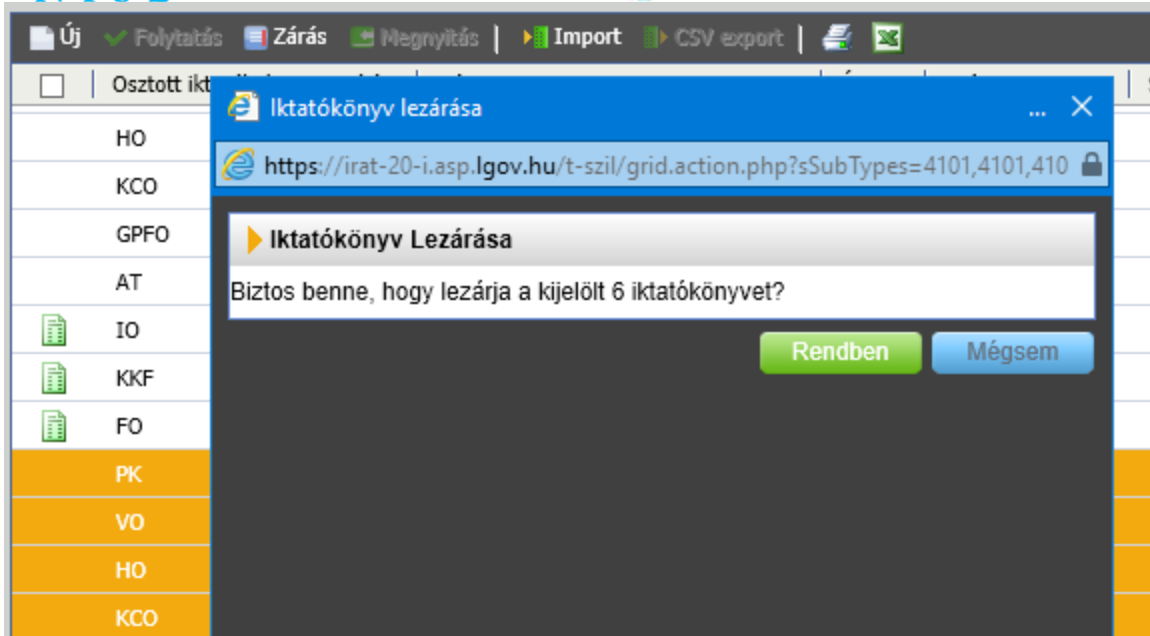 Új Folytatás Zárás Megnyitás | Import CSV export |
Osztott ikt
Iktatókönyv lezárása ... ×
https://irat-20-i.asp.lgov.hu/t-szil/grid.action.php?sSubTypes=4101,4101,410
HO
KCO
GPFO
Iktatókönyv Lezárása
AT
Biztos benne, hogy lezárja a kijelölt 6 iktatókönyvet?
IO
Rendben Mégsem
KKF
FO
PK
VO
HO
KCO